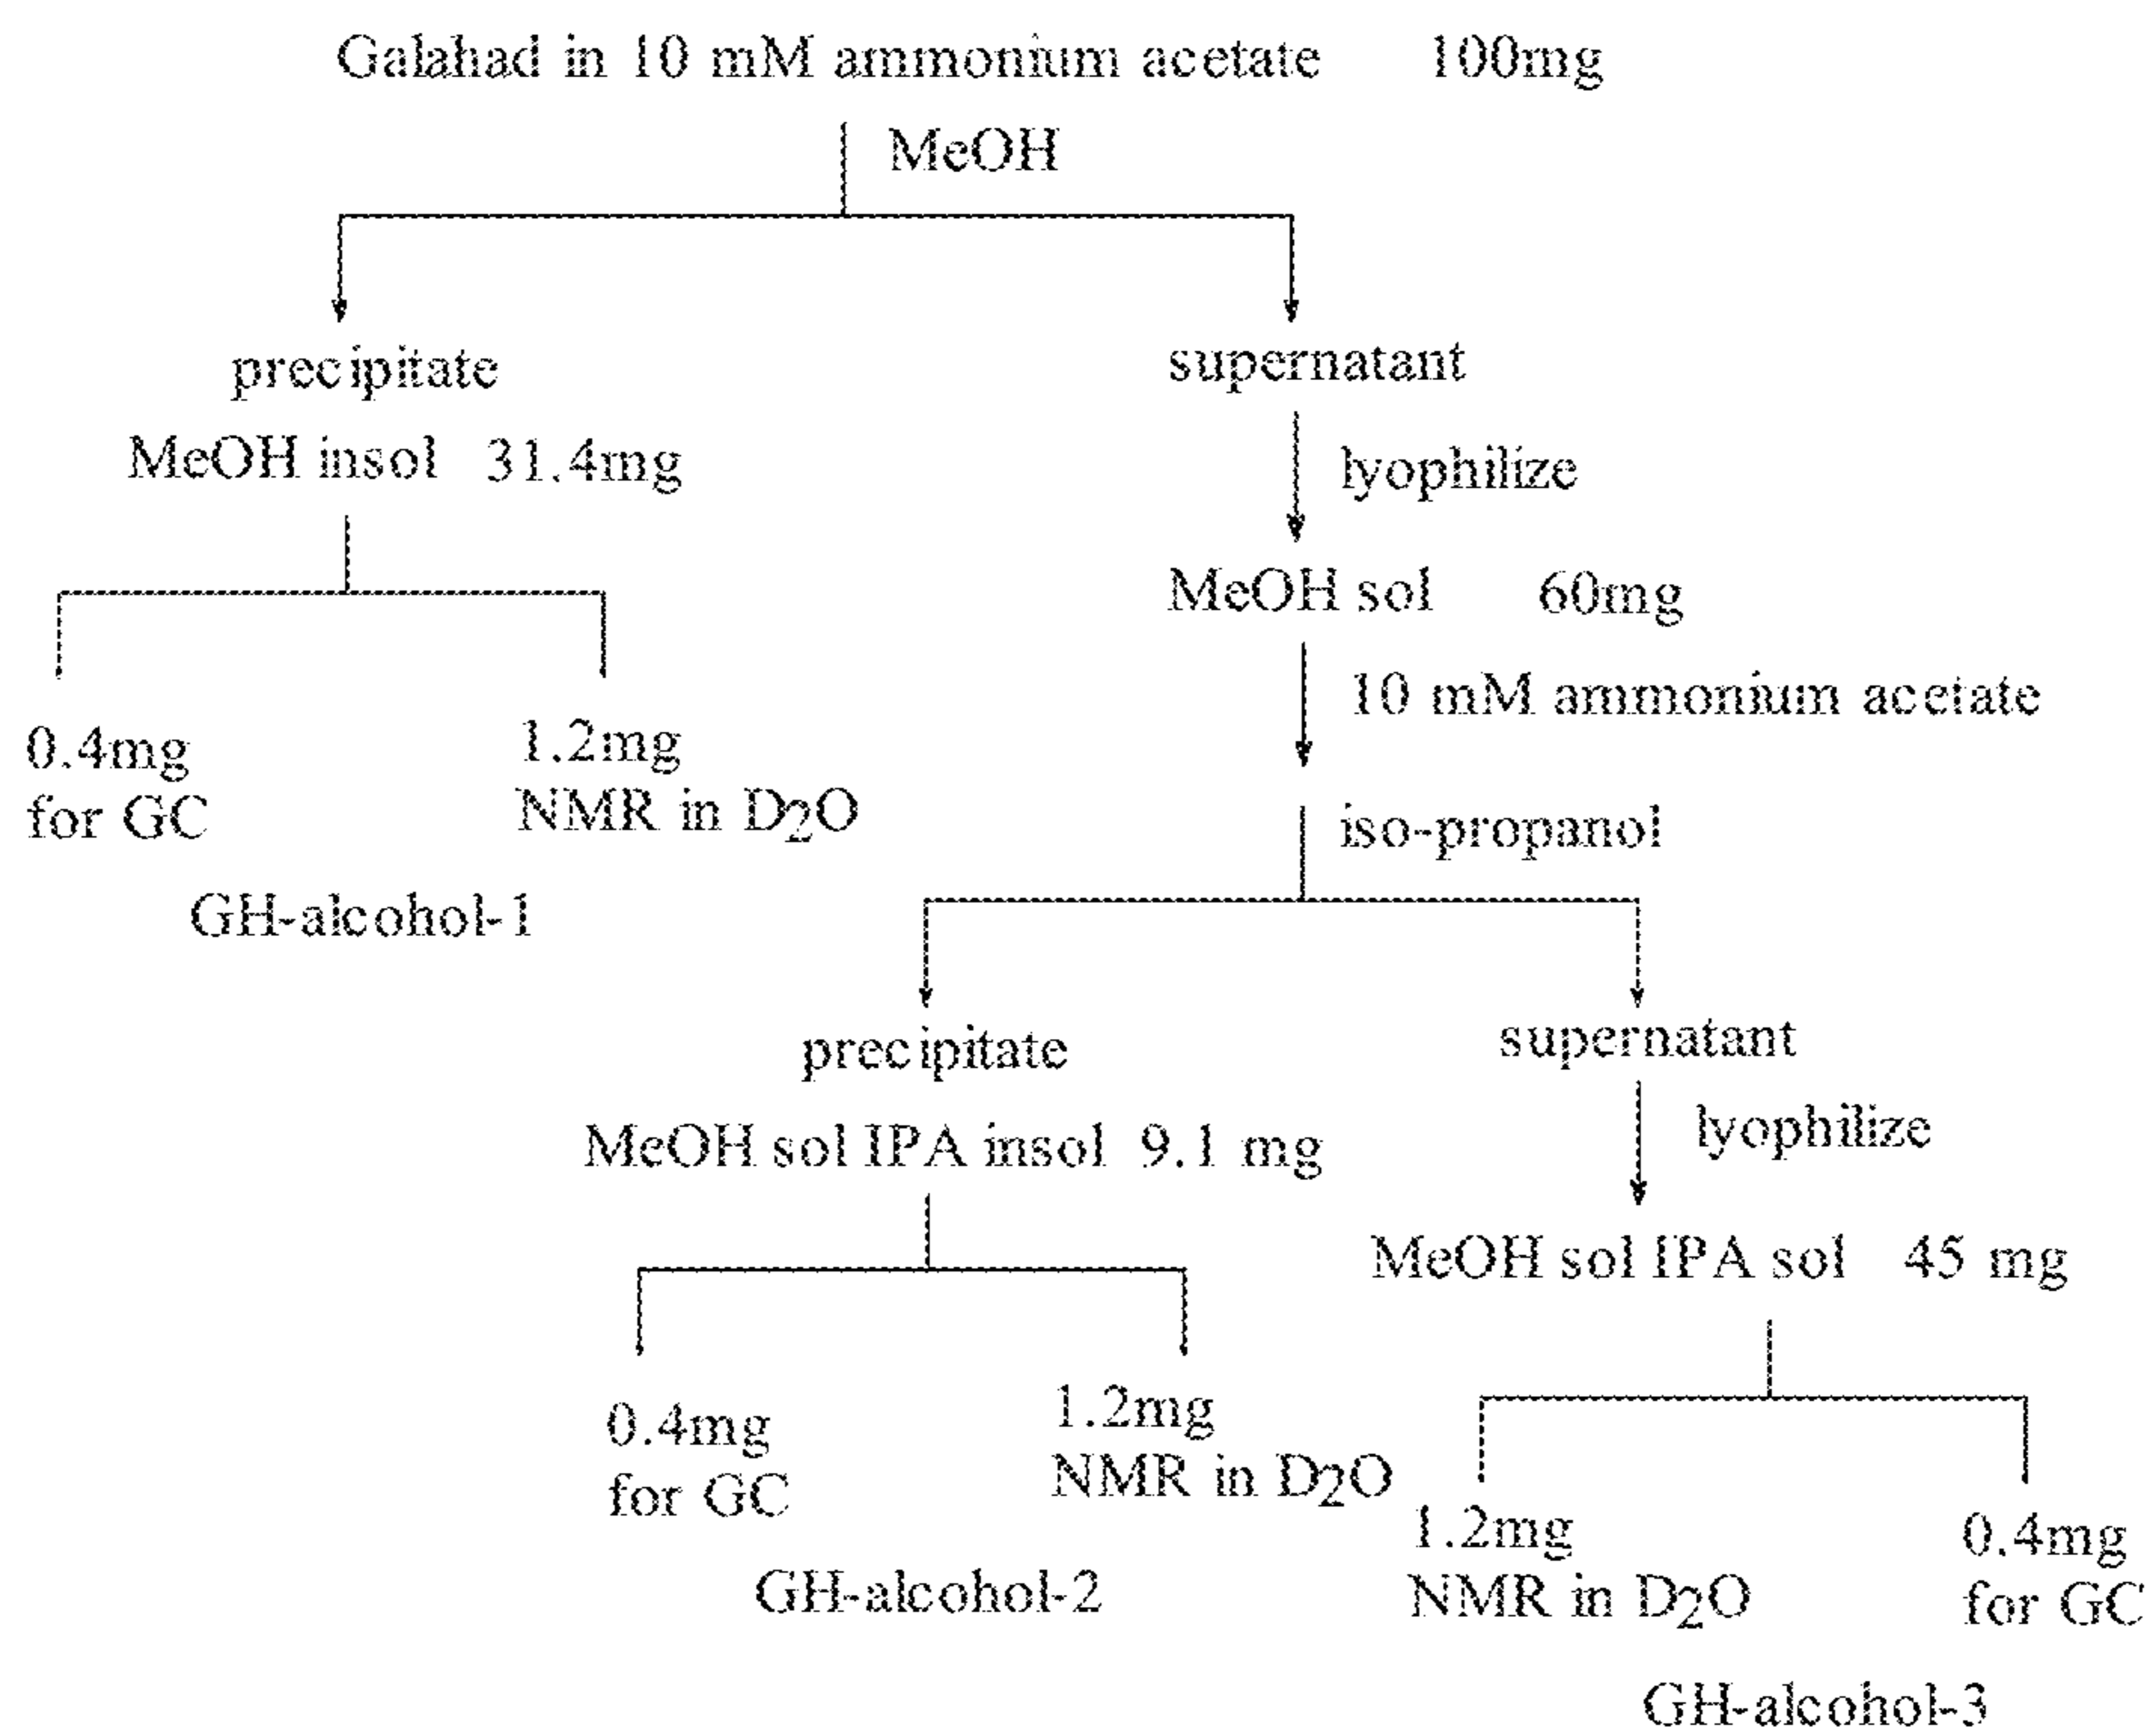 Galahad in 10 mM ammonium acetate 100mg
MeOH
precipitate
supernatant
MeOH insol 31.4mg
lyophilize
MeOH sol 60mg
10 mM ammonium acetate
0.4mg
for GC
1.2mg
NMR in D2O
iso-propanol
GH-alcohol-1
precipitate
supernatant
MeOH sol IPA insol 9.1 mg
lyophilize
MeOH sol IPA sol 45 mg
0.4mg
for GC
1.2mg
NMR in D2O
GH-alcohol-2
1.2mg
NMR in D2O
0.4mg
for GC
GH-alcohol-3